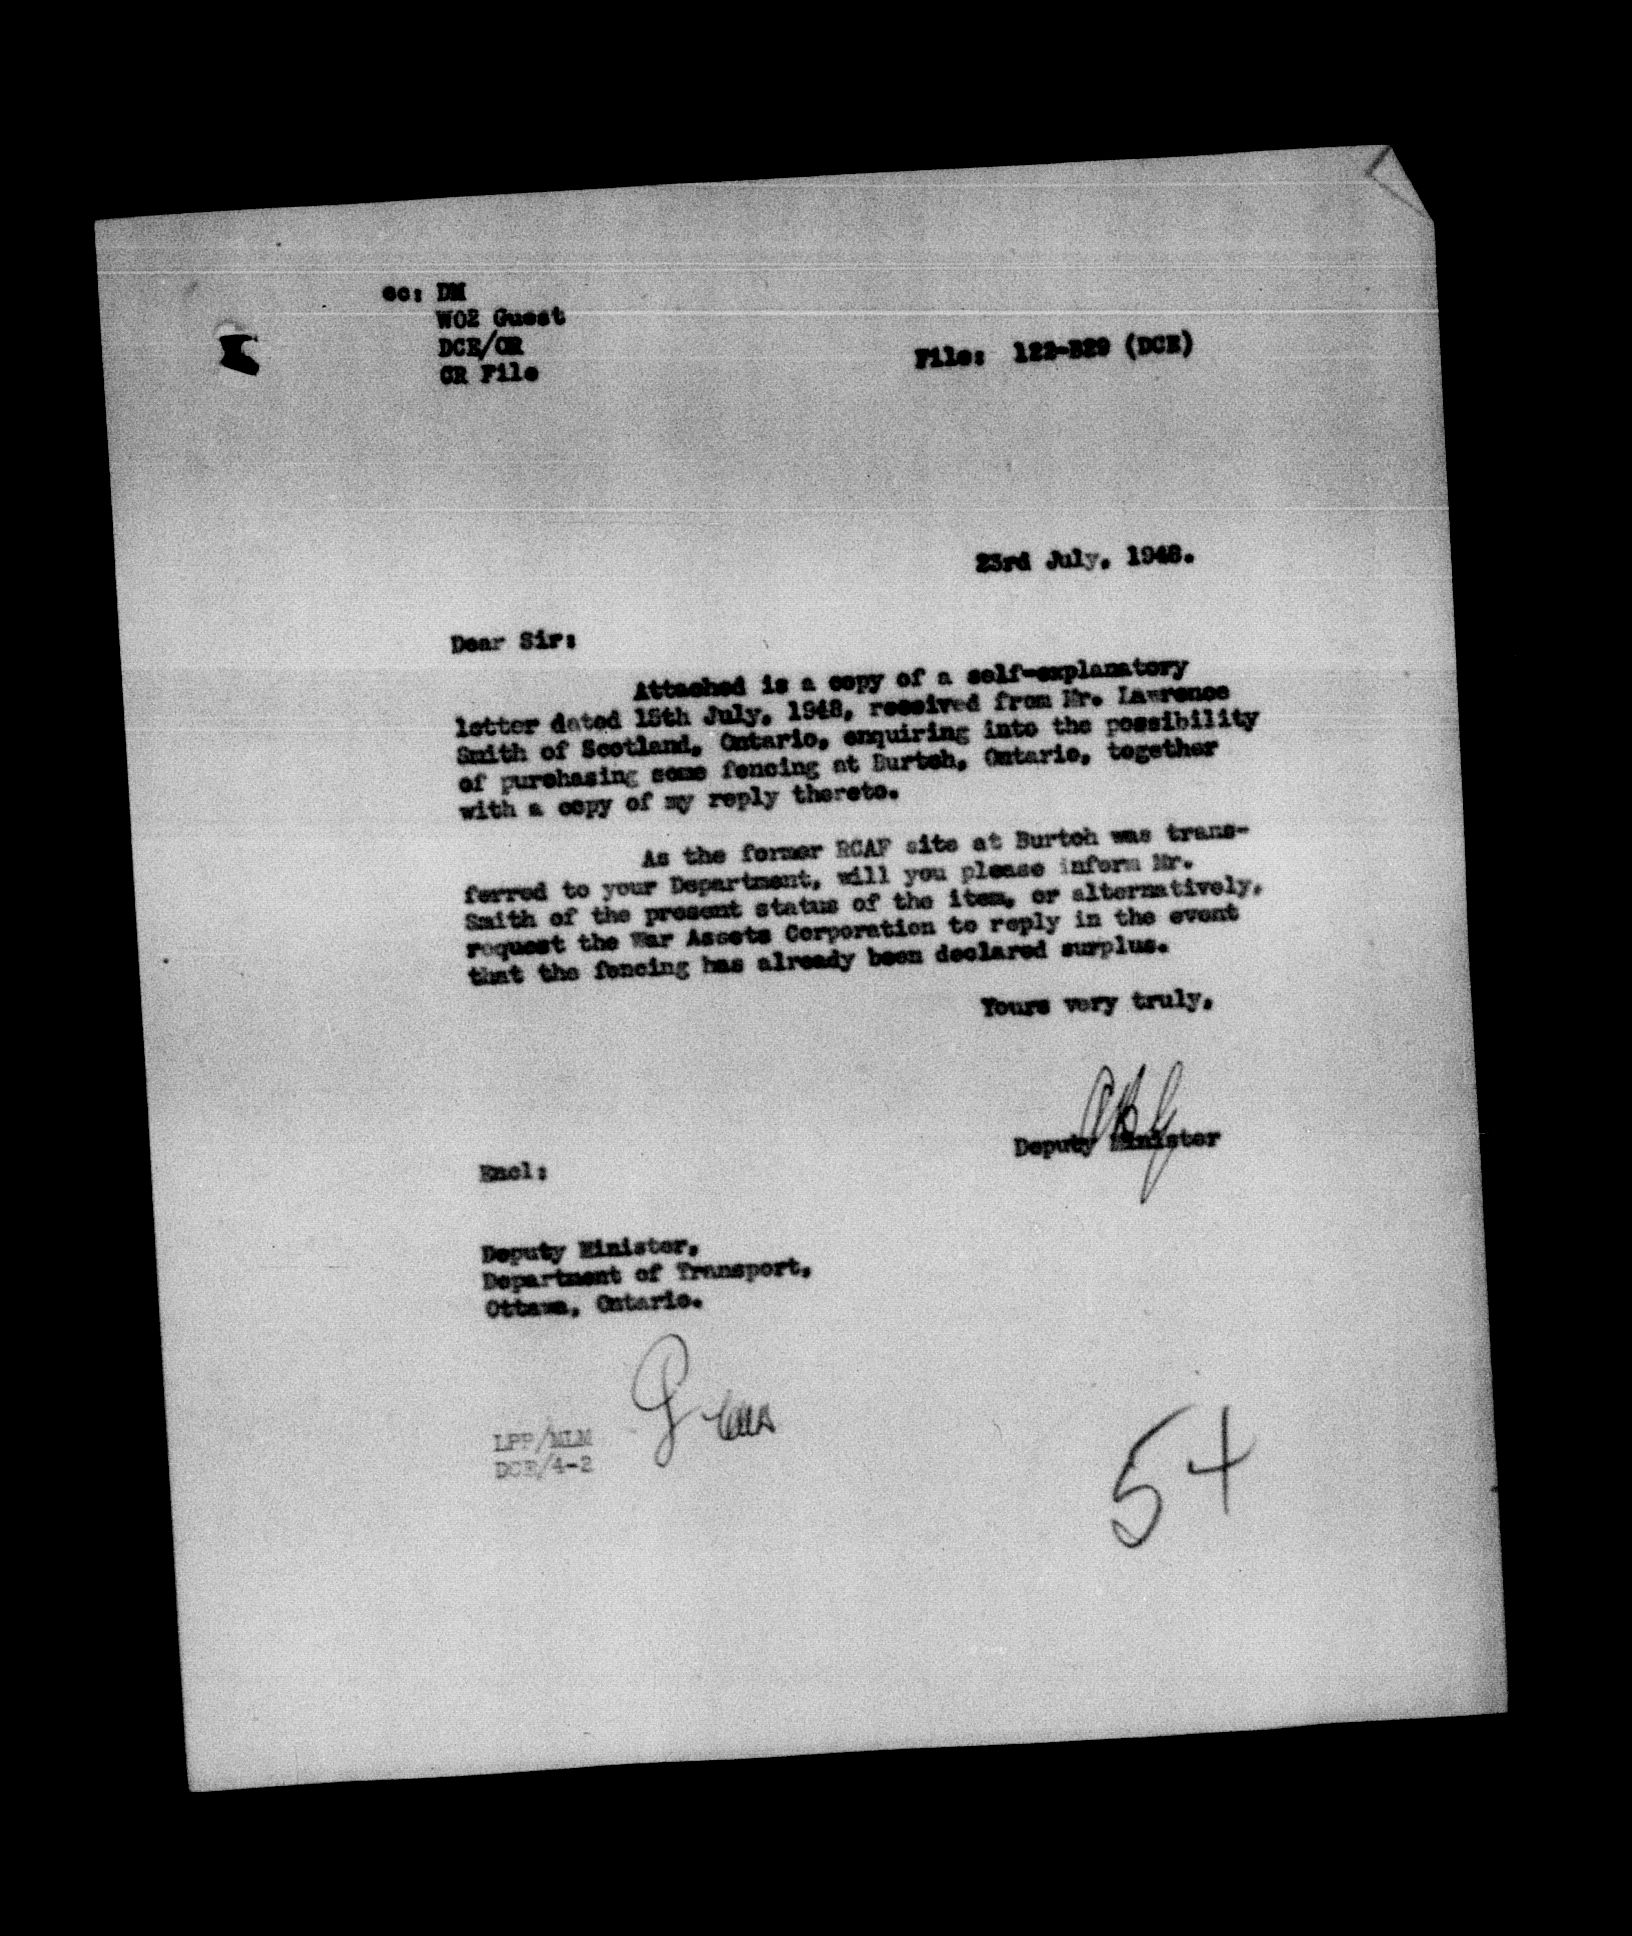 cc: DM
WO2 Guest
DCE/CR
CR File
File: 122-B29 (DCE)
23rd July, 1948.
Dear Sir:
Attached is a copy of a self-explanatory
letter dated 15th July, 1948, received from Mr. Lawrence
Smith of Scotland, Ontario, enquiring into the possibility
of purchasing some fencing at Burtch, Ontario, together
with a copy of my reply thereto.
As the former RCAF site at Burtch was trans-
ferred to your Department, will you please inform Mr.
Smith of the present status of the item, or alternatively,
request the War Assets Corporation to reply in the event
that the fencing has already been declared surplus.
Yours very truly,
Deputy Minister
Encl:
Deputy Minister,
Department of Transport,
Ottawa, Ontario.
LPP/MLM
DCE/4-2
54